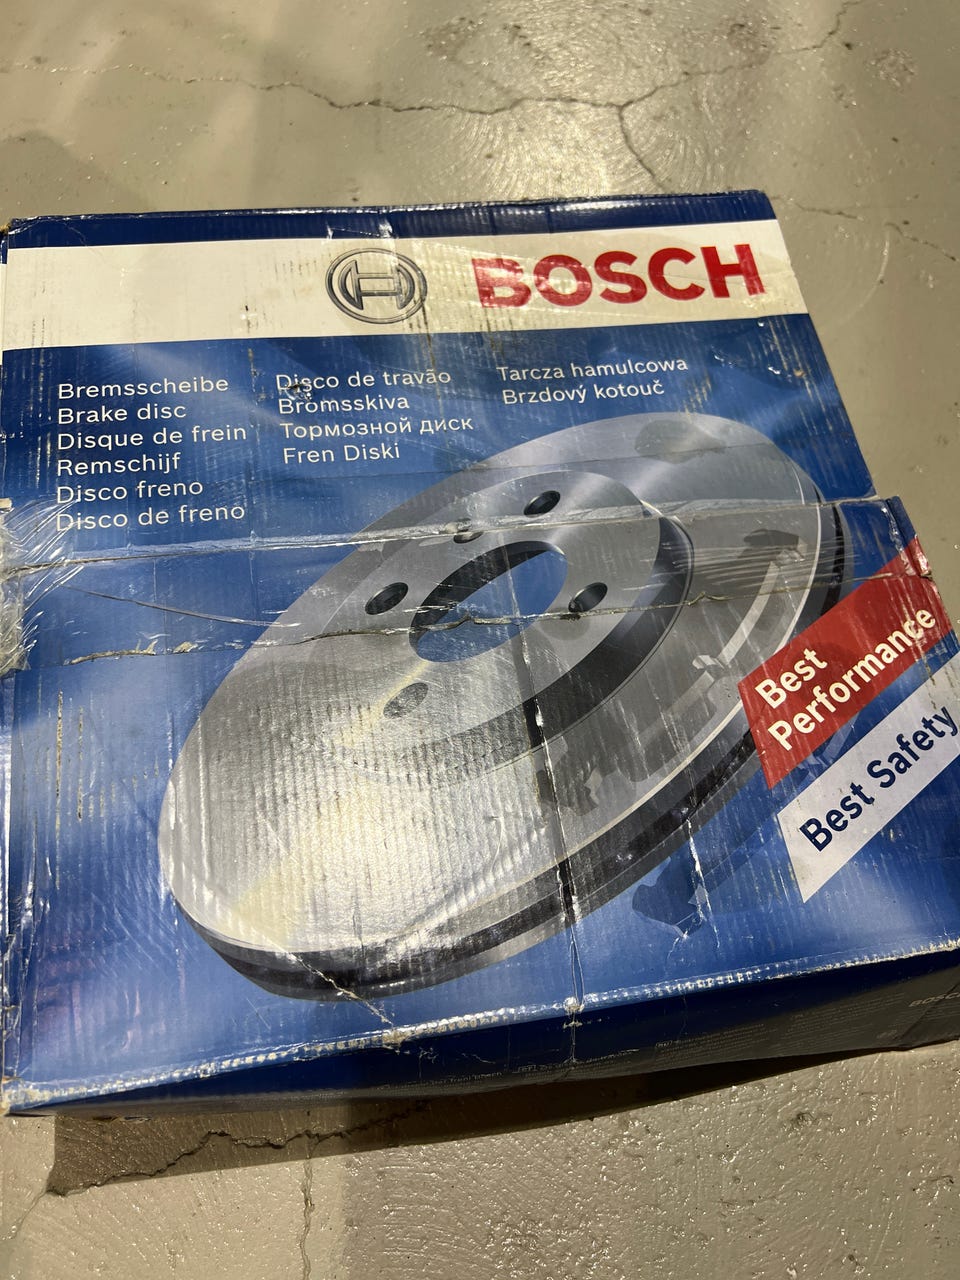 BOSCH
Bremsscheibe
Brake disc
Disque de frein
Remschijf
Disco freno
Disco de freno
Disco de travão
Bromsskiva
Тормозной диск
Fren Diski
Tarcza hamulcowa
Brzdový kotouč
Best
Performance
Best Safety
BOSCH